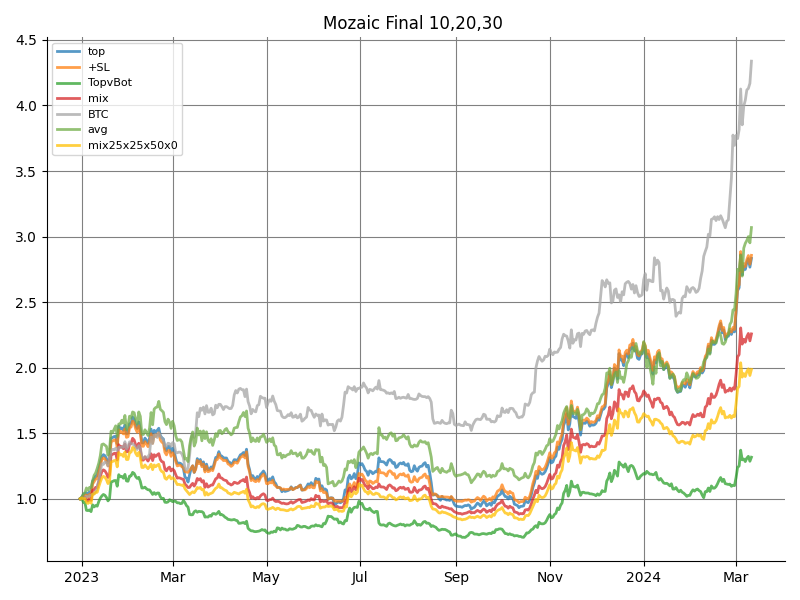 Mozaic Final 10,20,30
top
+SL
TopvBot
mix
BTC
avg
mix25x25x50x0
4.5
4.0
3.5
3.0
2.5
2.0
1.5
1.0
2023 Mar May Jul Sep Nov 2024 Mar